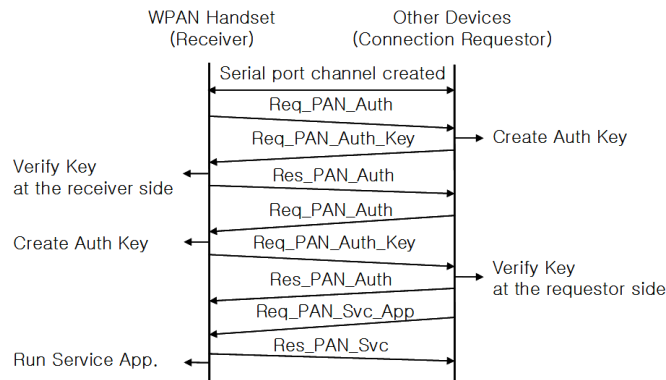 WPAN Handset
(Receiver)
Other Devices
(Connection Requestor)
Serial port channel created
Req_PAN_Auth
Req_PAN_Auth_Key
Create Auth Key
Verify Key
at the receiver side
Res_PAN_Auth
Req_PAN_Auth
Create Auth Key
Req_PAN_Auth_Key
Verify Key
at the requestor side
Res_PAN_Auth
Req_PAN_Svc_App
Res_PAN_Svc
Run Service App.